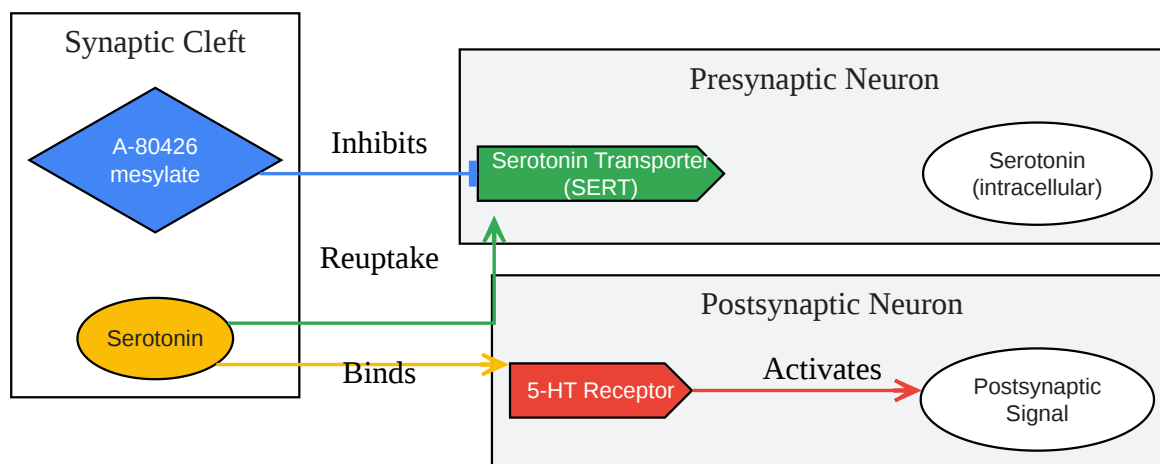 Synaptic Cleft
Presynaptic Neuron
A-80426
mesylate
Inhibits
Serotonin Transporter
(SERT)
Serotonin
(intracellular)
Reuptake
Postsynaptic Neuron
Serotonin
Binds
5-HT Receptor
Activates
Postsynaptic
Signal